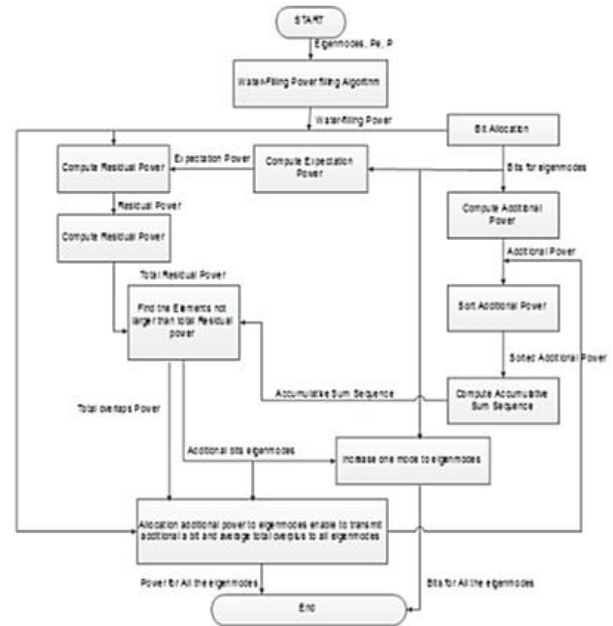 START
Eigenmodes, Pe, P
Water-Filling Power filling Algorithm
Water-filling Power
Bit Allocation
Compute Residual Power
Expectation Power
Compute Expectation
Power
Bits for eigenmodes
Residual Power
Compute Additional
Power
Compute Residual Power
Additional Power
Total Residual Power
Find the Elements not
larger than total Residual
power
Sort Additional Power
Sorted Additional Power
Total overlaps Power
Accumulative Sum Sequence
Compute Accumulative
Sum Sequence
Additional bits eigenmodes
Increase one mode to eigenmodes
Allocation additional power to eigenmodes enable to transmit
additional a bit and average total overplus to all eigenmodes
Power for All the eigenmodes
Bits for All the eigenmodes
End